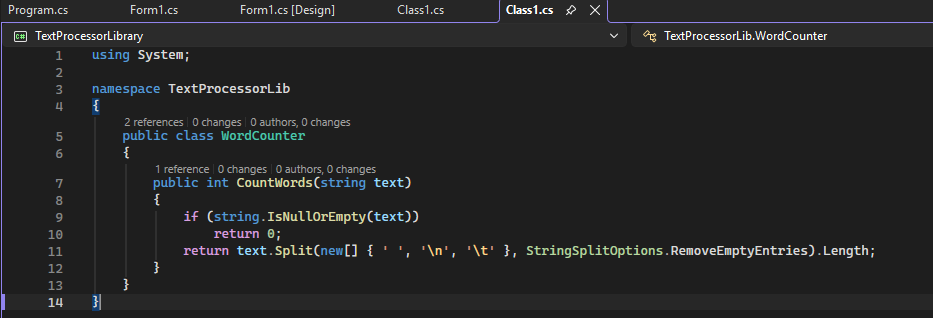 Program.cs Form1.cs Form1.cs [Design] Class1.cs Class1.cs
C# TextProcessorLibrary TextProcessorLib.WordCounter
1 using System;
2
3 namespace TextProcessorLib
4 {
2 references | 0 changes | 0 authors, 0 changes
5 public class WordCounter
6 {
1 reference | 0 changes | 0 authors, 0 changes
7 public int CountWords(string text)
8 {
9 if (string.IsNullOrEmpty(text))
10 return 0;
11 return text.Split(new[] { ' ', '\n', '\t' }, StringSplitOptions.RemoveEmptyEntries).Length;
12 }
13 }
14 }